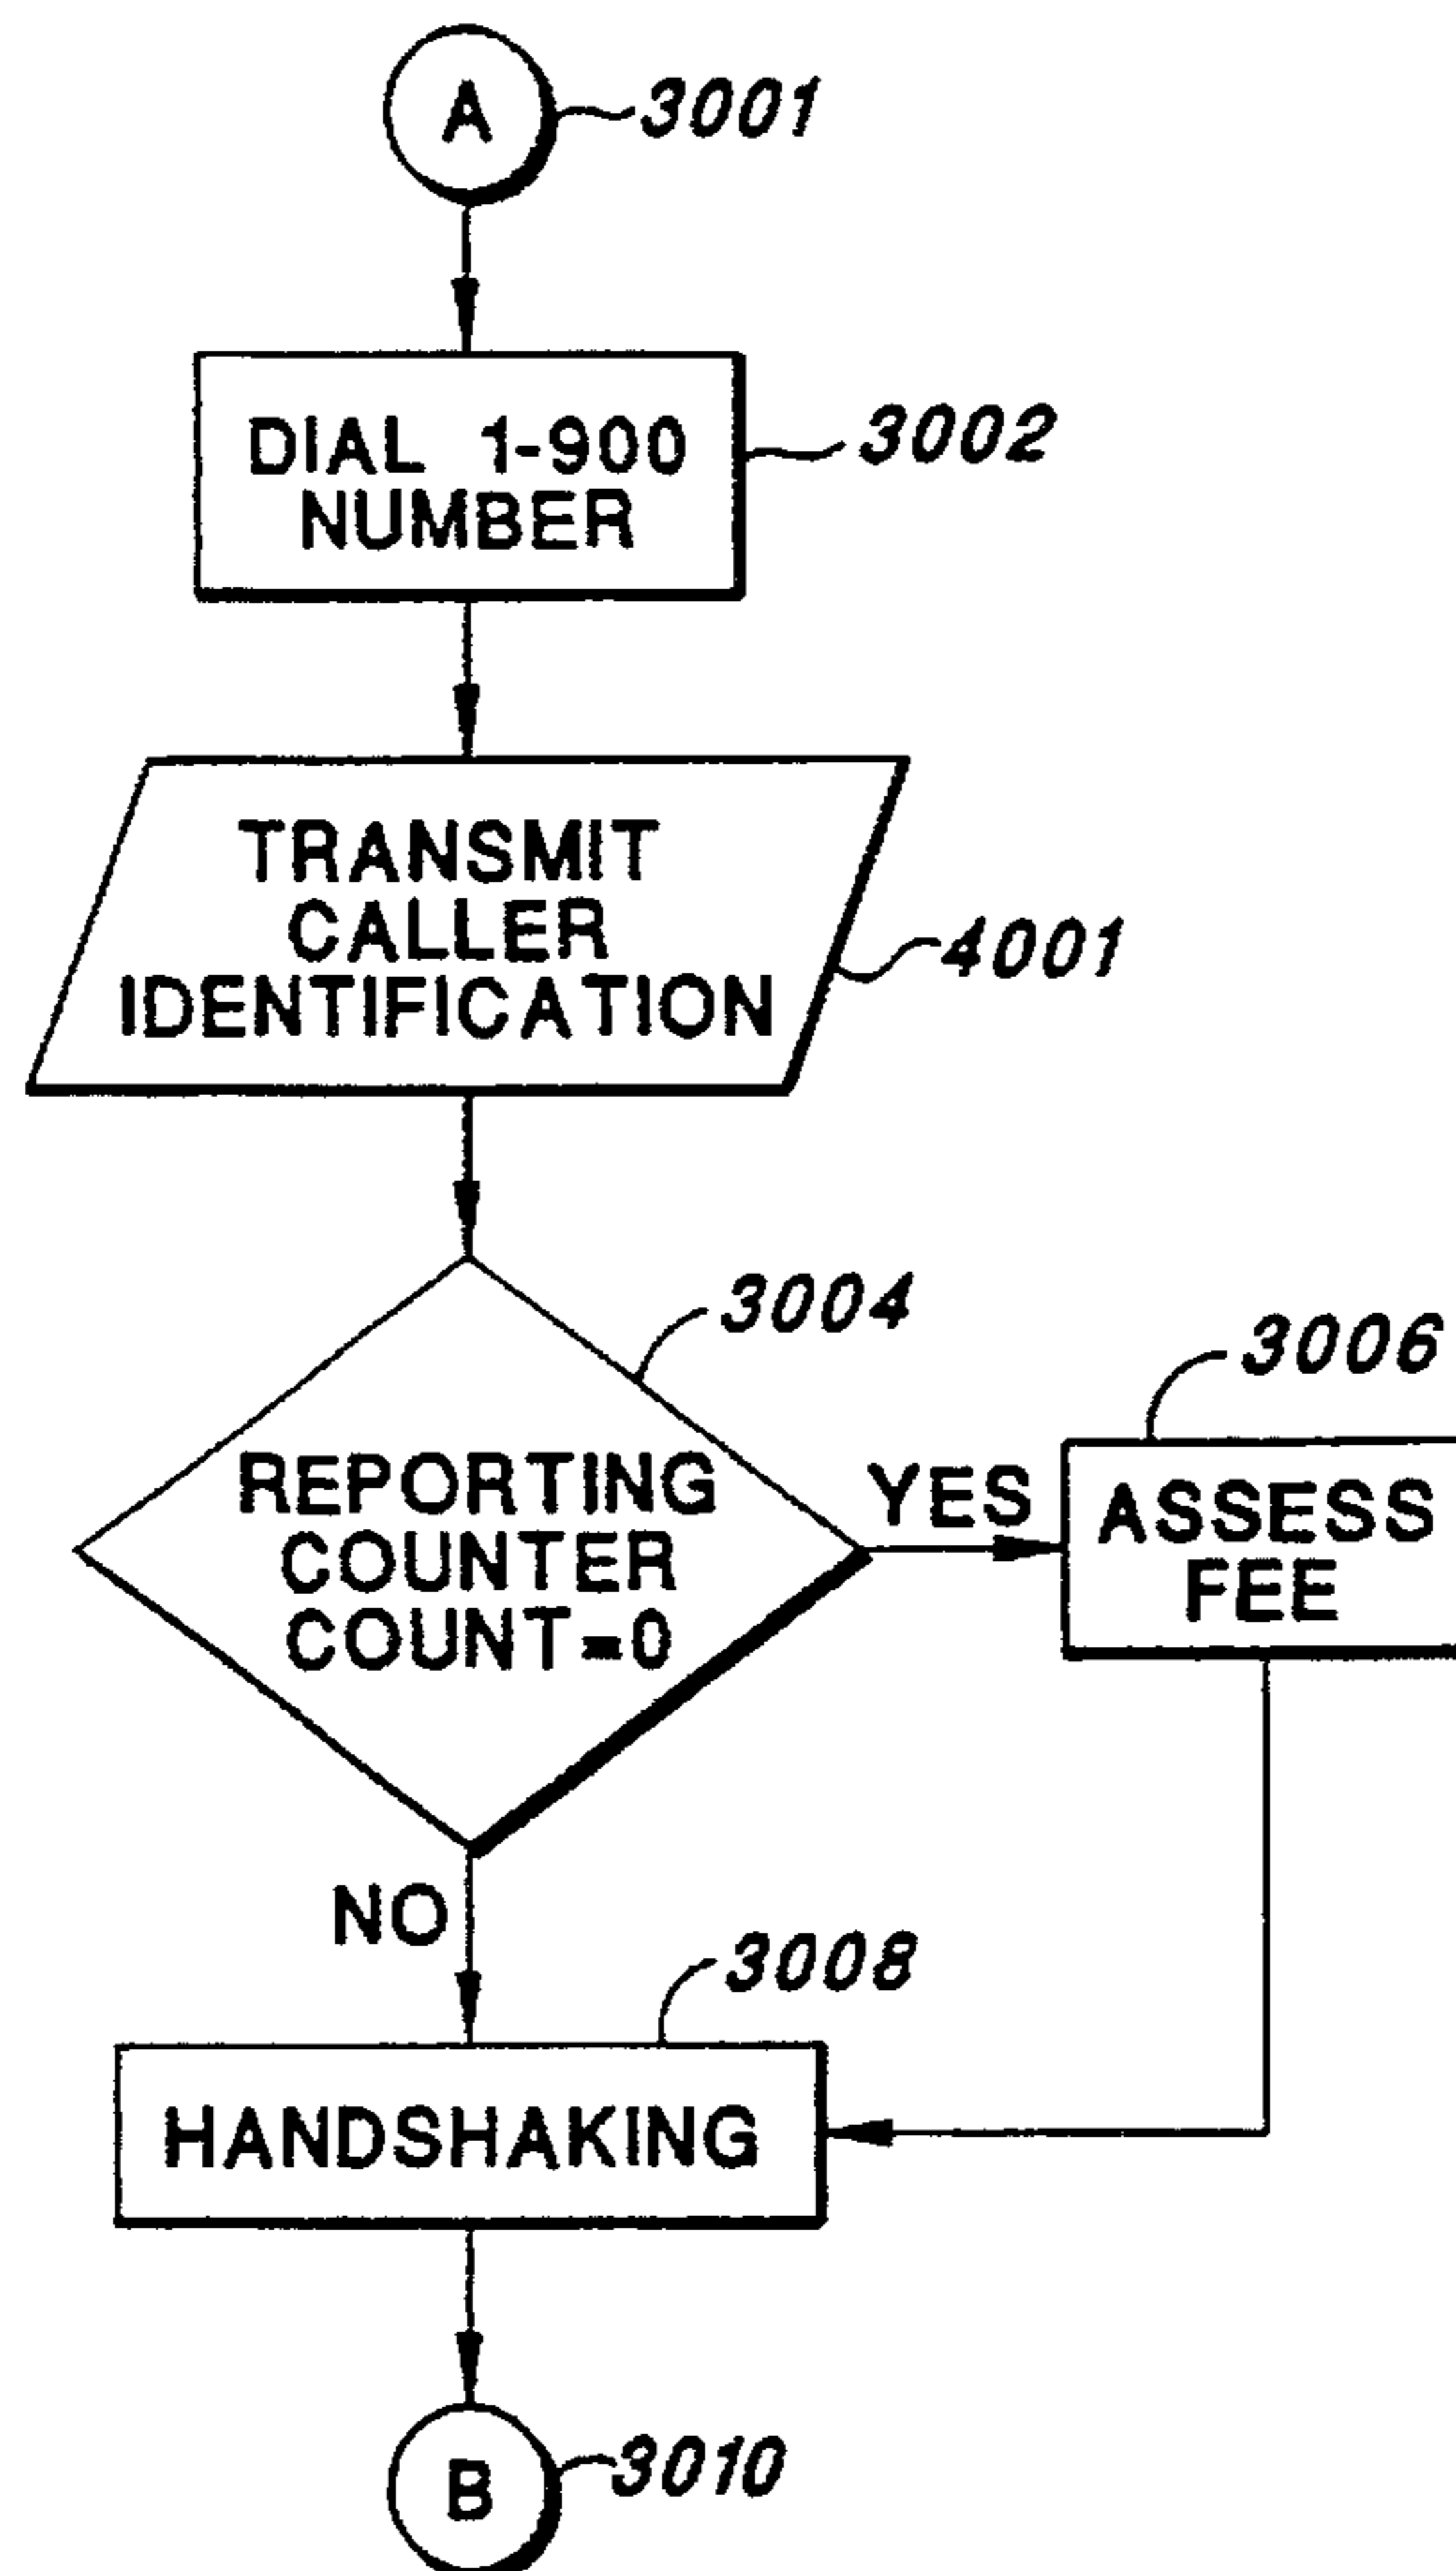 A
3001
DIAL 1-900
NUMBER
3002
TRANSMIT
CALLER
IDENTIFICATION
4001
3004
REPORTING
COUNTER
COUNT=0
YES
3006
ASSESS
FEE
NO
3008
HANDSHAKING
B
3010